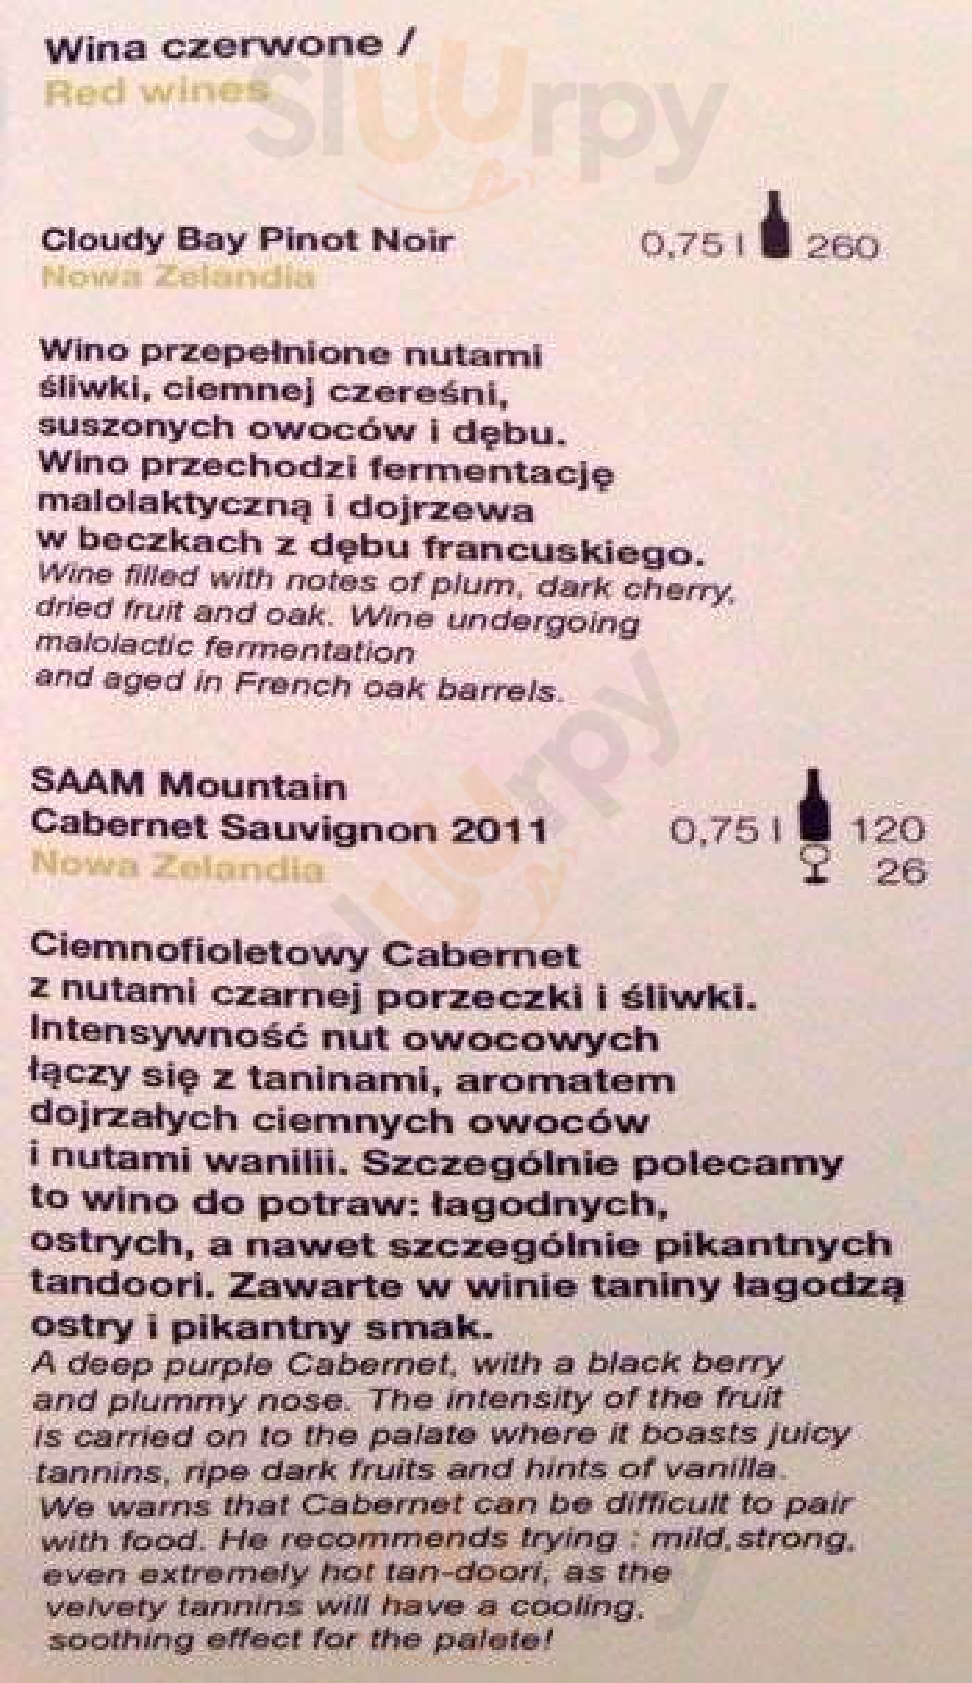 Wina czerwone /
Red wines
Sluurpy
Cloudy Bay Pinot Noir 0,75 l 260
Nowa Zelandia
Wino przepełnione nutami
śliwki, ciemnej czereśni,
suszonych owoców i dębu.
Wino przechodzi fermentację
malolaktyczną i dojrzewa
w beczkach z dębu francuskiego.
Wine filled with notes of plum, dark cherry,
dried fruit and oak. Wine undergoing
malolactic fermentation
and aged in French oak barrels.
Sluurpy
SAAM Mountain
Cabernet Sauvignon 2011 0,75 l 120
Nowa Zelandia 26
Ciemnofioletowy Cabernet
z nutami czarnej porzeczki i śliwki.
Intensywność nut owocowych
łączy się z taninami, aromatem
dojrzałych ciemnych owoców
i nutami wanilii. Szczególnie polecamy
to wino do potraw: łagodnych,
ostrych, a nawet szczególnie pikantnych
tandoori. Zawarte w winie taniny łagodzą
ostry i pikantny smak.
A deep purple Cabernet, with a black berry
and plummy nose. The intensity of the fruit
is carried on to the palate where it boasts juicy
tannins, ripe dark fruits and hints of vanilla.
We warns that Cabernet can be difficult to pair
with food. He recommends trying : mild, strong,
even extremely hot tan-doori, as the
velvety tannins will have a cooling,
soothing effect for the palete!